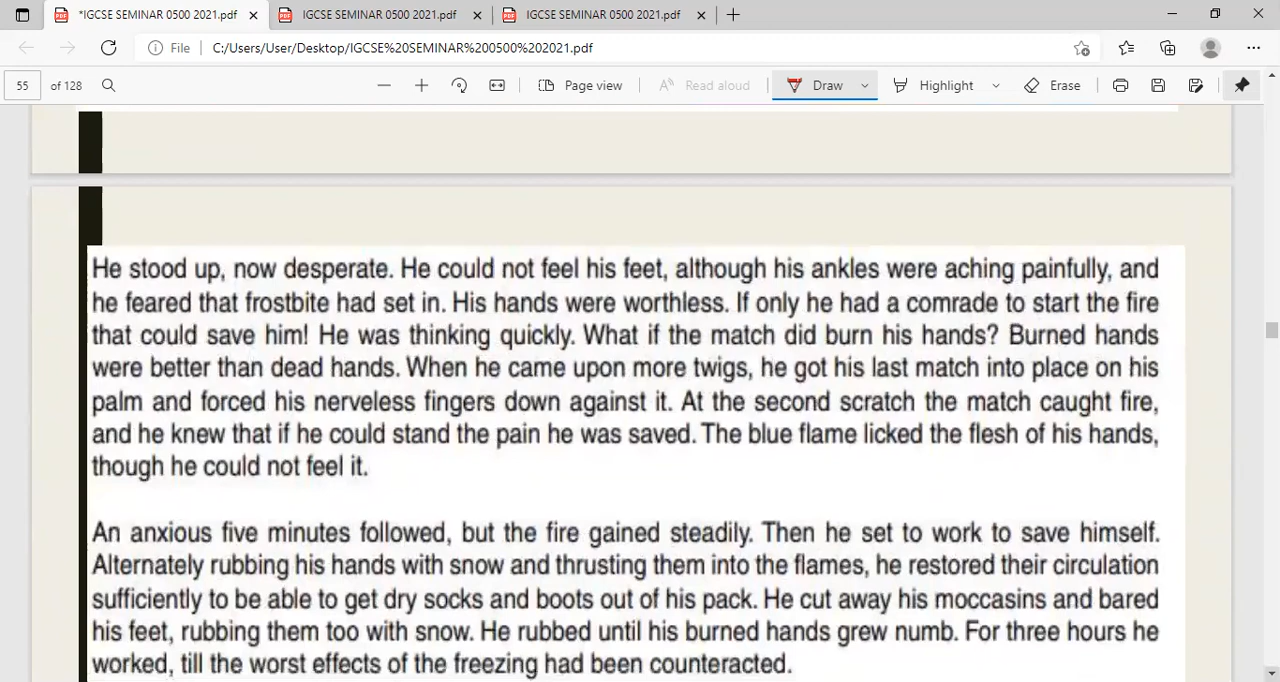 *IGCSE SEMINAR 0500 2021.pdf
IGCSE SEMINAR 0500 2021.pdf
IGCSE SEMINAR 0500 2021.pdf
File
C:/Users/User/Desktop/IGCSE%20SEMINAR%200500%202021.pdf
55 of 128
Page view
Read aloud
Draw
Highlight
Erase
He stood up, now desperate. He could not feel his feet, although his ankles were aching painfully, and
he feared that frostbite had set in. His hands were worthless. If only he had a comrade to start the fire
that could save him! He was thinking quickly. What if the match did burn his hands? Burned hands
were better than dead hands. When he came upon more twigs, he got his last match into place on his
palm and forced his nerveless fingers down against it. At the second scratch the match caught fire,
and he knew that if he could stand the pain he was saved. The blue flame licked the flesh of his hands,
though he could not feel it.
An anxious five minutes followed, but the fire gained steadily. Then he set to work to save himself.
Alternately rubbing his hands with snow and thrusting them into the flames, he restored their circulation
sufficiently to be able to get dry socks and boots out of his pack. He cut away his moccasins and bared
his feet, rubbing them too with snow. He rubbed until his burned hands grew numb. For three hours he
worked, till the worst effects of the freezing had been counteracted.